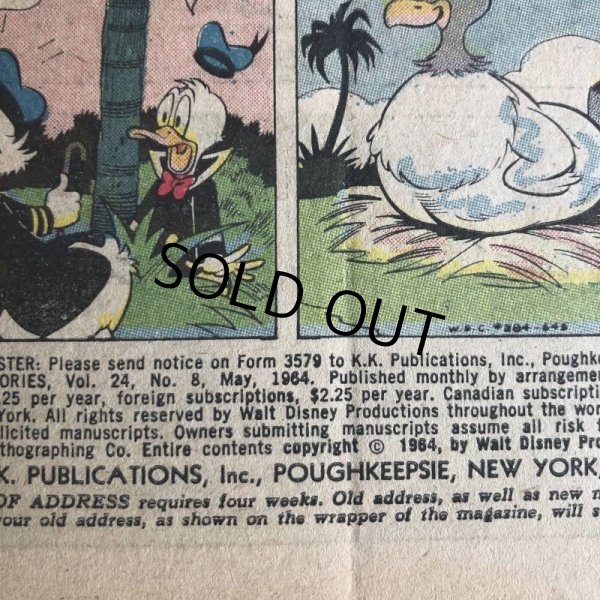 SOLD OUT
W.D.C. #284-645
STER: Please send notice on Form 3579 to K.K. Publications, Inc., Poughke
ORIES, Vol. 24, No. 8, May, 1964. Published monthly by arrangeme
.25 per year, foreign subscriptions, $2.25 per year. Canadian subscripti
York. All rights reserved by Walt Disney Productions throughout the wor
licited manuscripts. Owners submitting manuscripts assume all risk f
thographing Co. Entire contents copyright © 1964, by Walt Disney Pro
K. PUBLICATIONS, Inc., POUGHKEEPSIE, NEW YORK,
OF ADDRESS requires four weeks. Old address, as well as new
your old address, as shown on the wrapper of the magazine, will s